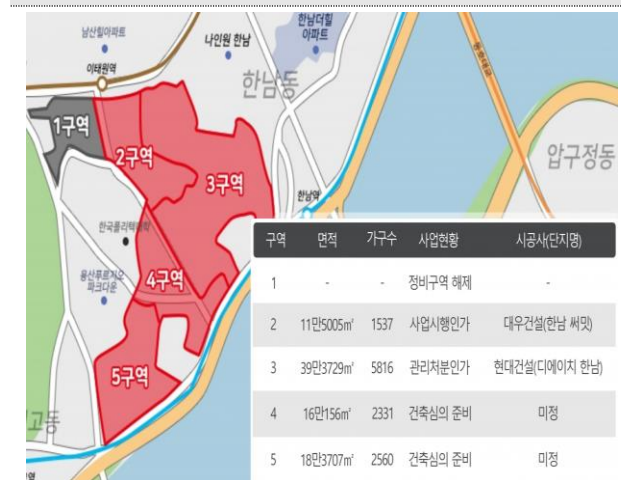 남산힐아파트
이태원역
나인원 한남
한남더힐
아파트
한남동
1구역
2구역
3구역
압구정동
한남역
한국폴리텍대학
용산푸르지오
파크타운
4구역
5구역
구역 면적 가구수 사업현황 시공사(단지명)
1 - - 정비구역 해제 -
2 11만5005㎡ 1537 사업시행인가 대우건설(한남 써밋)
3 39만3729㎡ 5816 관리처분인가 현대건설(디에이치 한남)
4 16만156㎡ 2331 건축심의 준비 미정
5 18만3707㎡ 2560 건축심의 준비 미정